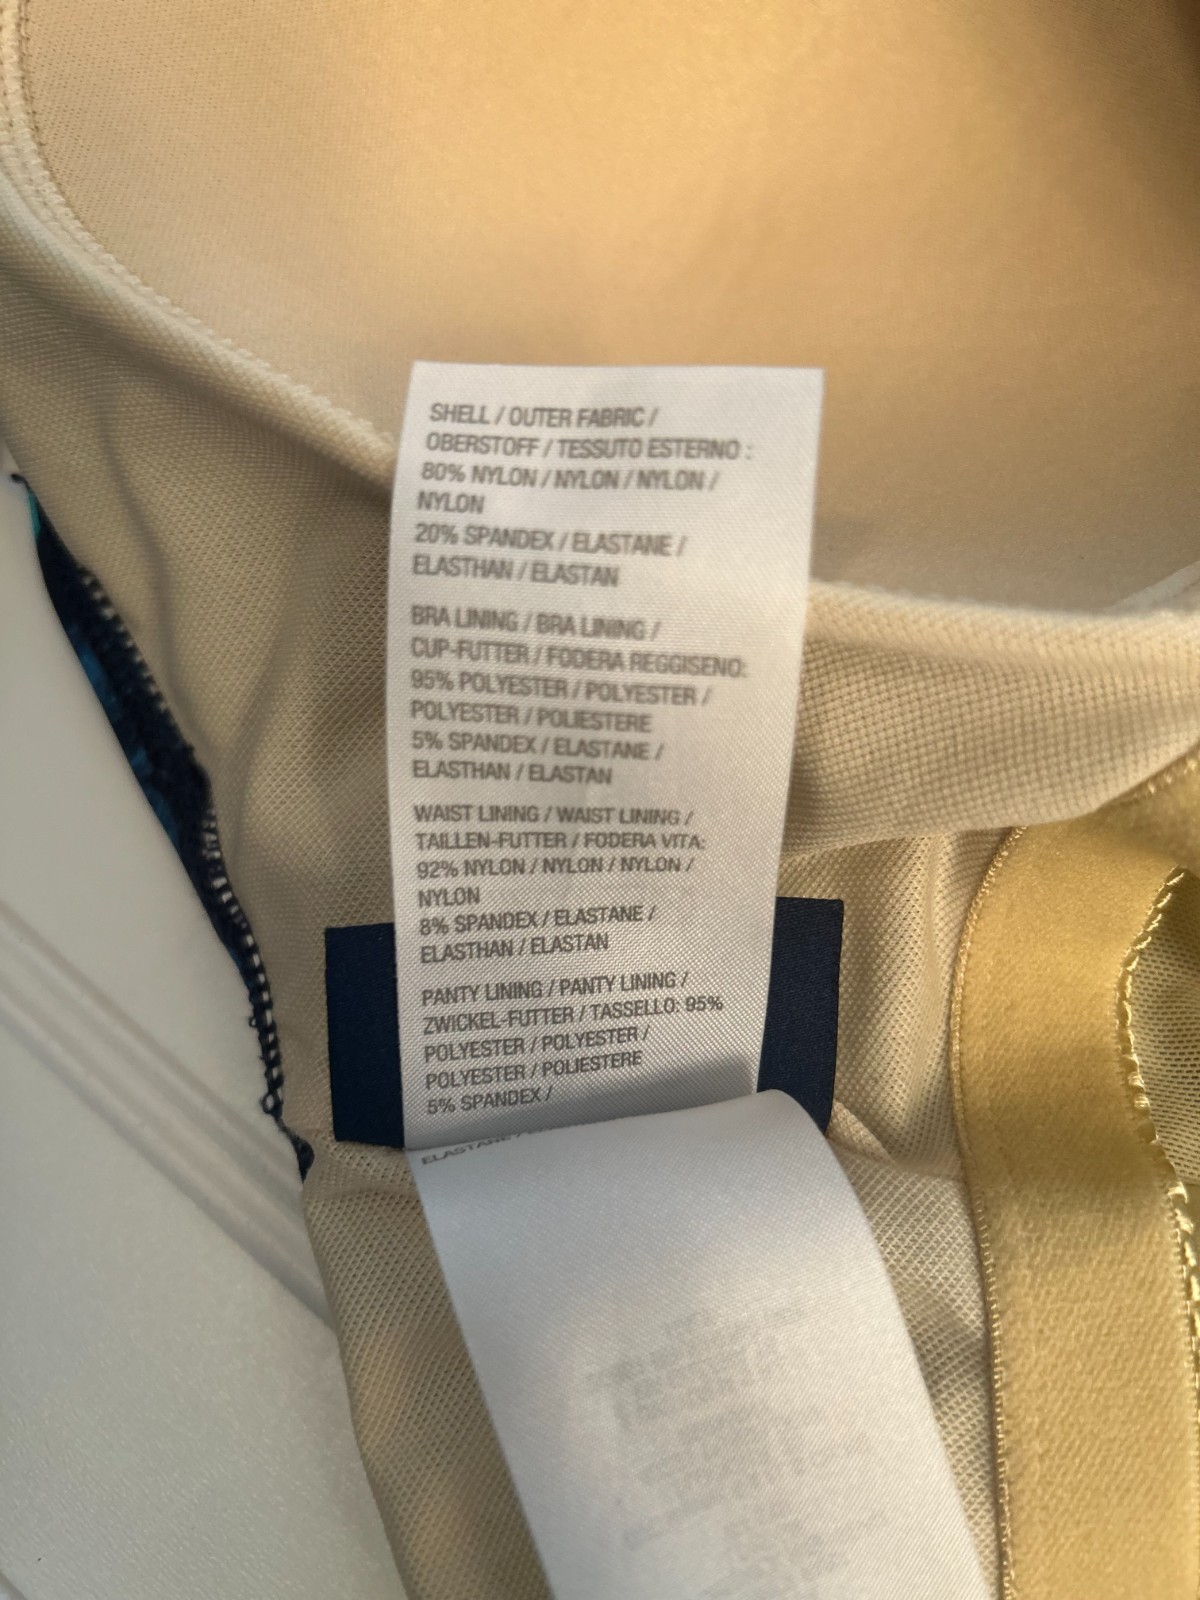 SHELL / OUTER FABRIC /
OBERSTOFF / TESSUTO ESTERNO :
80% NYLON / NYLON / NYLON /
NYLON
20% SPANDEX / ELASTANE /
ELASTHAN / ELASTAN
BRA LINING / BRA LINING /
CUP-FUTTER / FODERA REGGISENO:
95% POLYESTER / POLYESTER /
POLYESTER / POLIESTERE
5% SPANDEX / ELASTANE /
ELASTHAN / ELASTAN
WAIST LINING / WAIST LINING /
TAILLEN-FUTTER / FODERA VITA:
92% NYLON / NYLON / NYLON /
NYLON
8% SPANDEX / ELASTANE /
ELASTHAN / ELASTAN
PANTY LINING / PANTY LINING /
ZWICKEL-FUTTER / TASSELLO: 95%
POLYESTER / POLYESTER /
POLYESTER / POLIESTERE
5% SPANDEX /
ELASTANE /